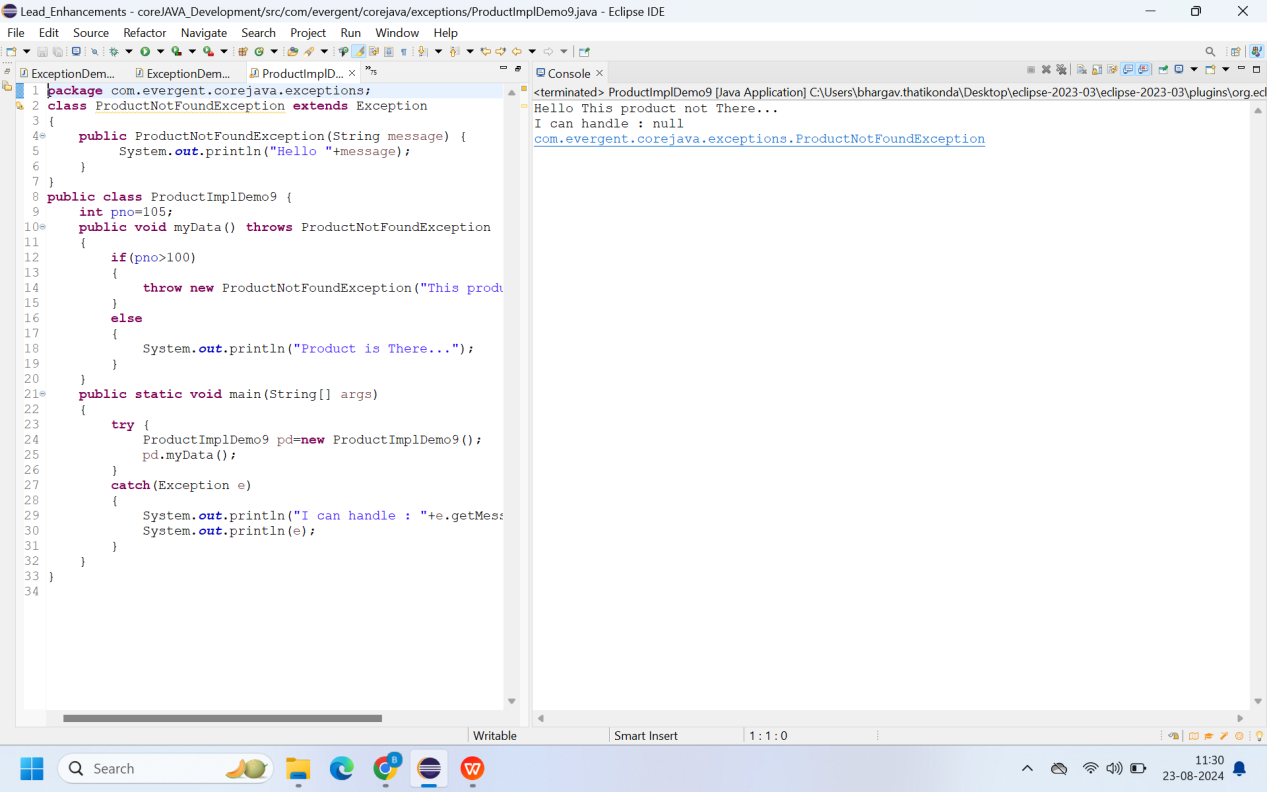 Lead_Enhancements - coreJAVA_Development/src/com/evergent/corejava/exceptions/ProductImplDemo9.java - Eclipse IDE
File Edit Source Refactor Navigate Search Project Run Window Help
ExceptionDem... ExceptionDem... ProductImplD... »75
1 package com.evergent.corejava.exceptions;
2 class ProductNotFoundException extends Exception
3 {
4 public ProductNotFoundException(String message) {
5 System.out.println("Hello "+message);
6 }
7 }
8 public class ProductImplDemo9 {
9 int pno=105;
10 public void myData() throws ProductNotFoundException
11 {
12 if(pno>100)
13 {
14 throw new ProductNotFoundException("This produ
15 }
16 else
17 {
18 System.out.println("Product is There...");
19 }
20 }
21 public static void main(String[] args)
22 {
23 try {
24 ProductImplDemo9 pd=new ProductImplDemo9();
25 pd.myData();
26 }
27 catch(Exception e)
28 {
29 System.out.println("I can handle : "+e.getMess
30 System.out.println(e);
31 }
32 }
33 }
34
Console
<terminated> ProductImplDemo9 [Java Application] C:\Users\bhargav.thatikonda\Desktop\eclipse-2023-03\eclipse-2023-03\plugins\org.ecl
Hello This product not There...
I can handle : null
com.evergent.corejava.exceptions.ProductNotFoundException
Writable Smart Insert 1 : 1 : 0
Search
11:30
23-08-2024